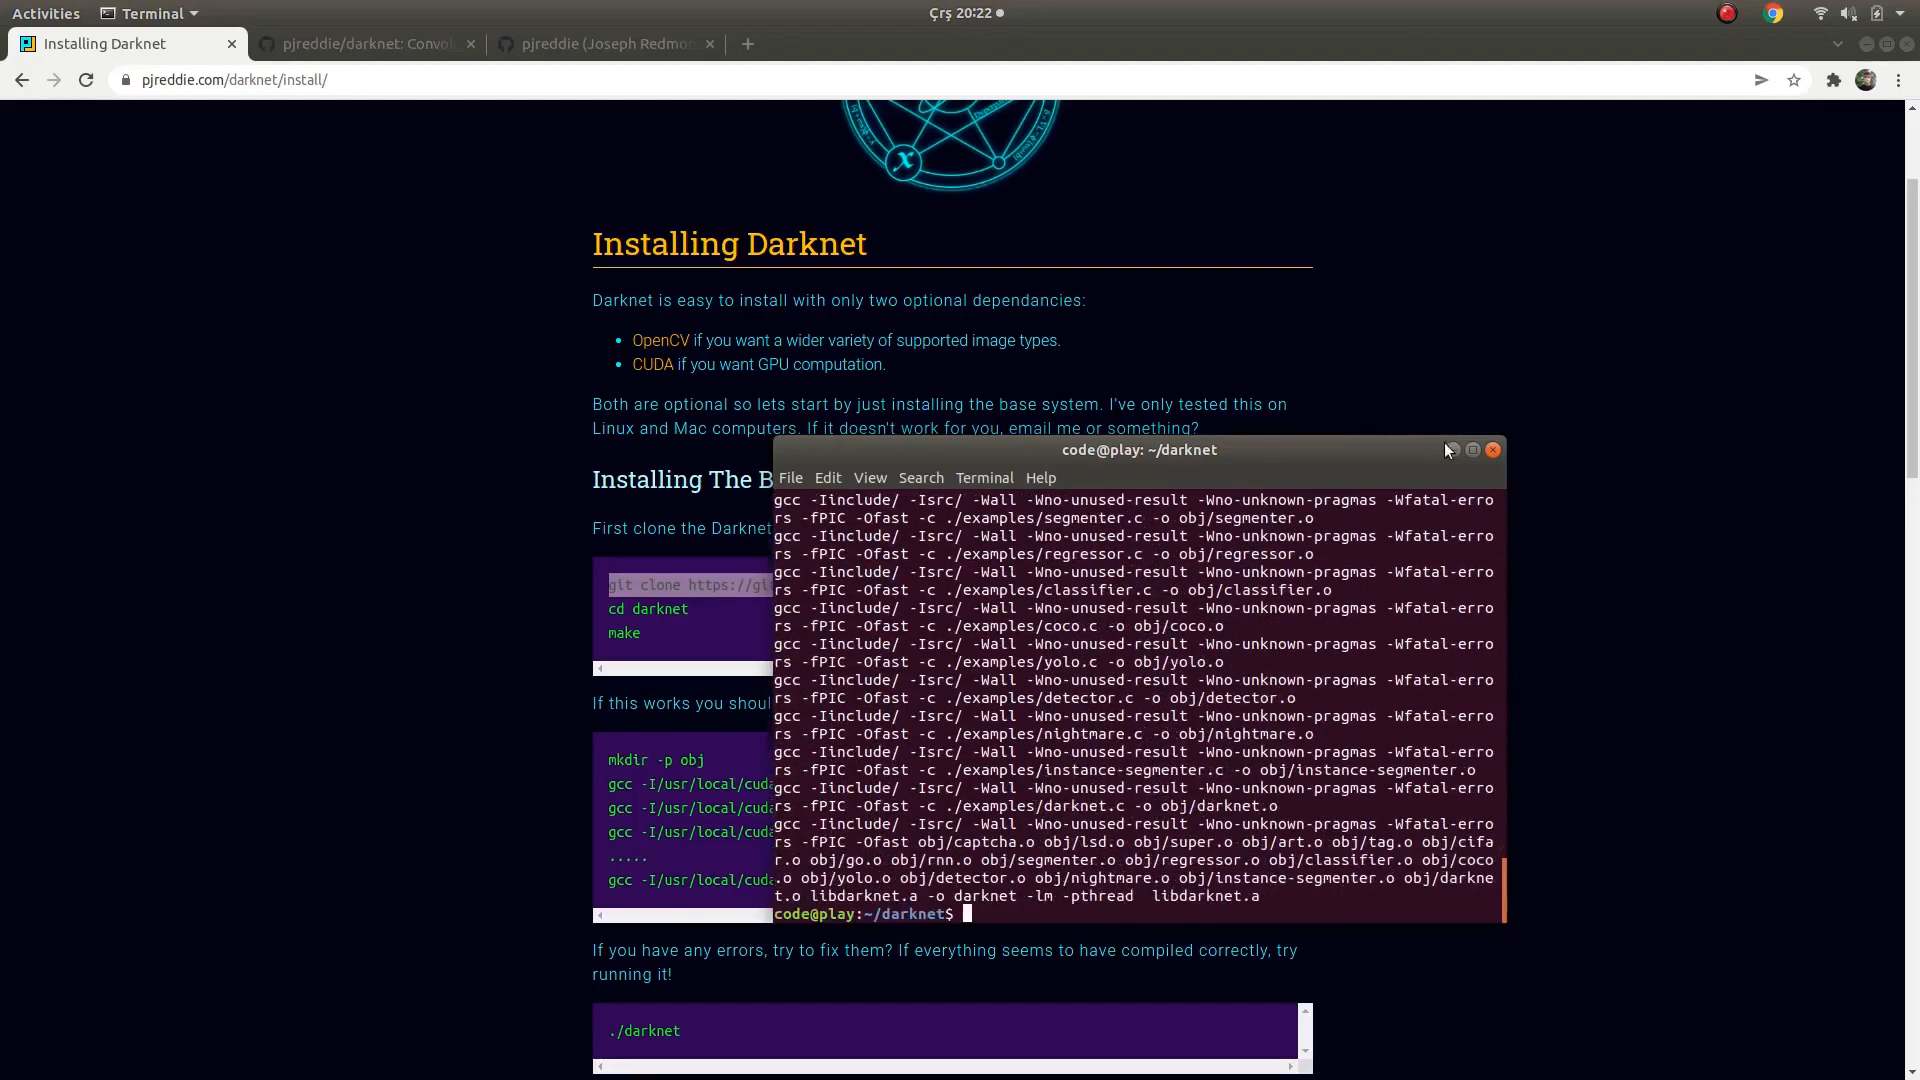 Activities Terminal Çrş 20:22
Installing Darknet pjreddie/darknet: Convol pjreddie (Joseph Redmon
pjreddie.com/darknet/install/
Installing Darknet
Darknet is easy to install with only two optional dependancies:
OpenCV if you want a wider variety of supported image types.
CUDA if you want GPU computation.
Both are optional so lets start by just installing the base system. I've only tested this on
Linux and Mac computers. If it doesn't work for you, email me or something?
Installing The B
First clone the Darknet
git clone https://gi
cd darknet
make
If this works you shoul
mkdir -p obj
gcc -I/usr/local/cuda
gcc -I/usr/local/cuda
gcc -I/usr/local/cuda
.....
gcc -I/usr/local/cuda
code@play: ~/darknet
File Edit View Search Terminal Help
gcc -Iinclude/ -Isrc/ -Wall -Wno-unused-result -Wno-unknown-pragmas -Wfatal-erro
rs -fPIC -Ofast -c ./examples/segmenter.c -o obj/segmenter.o
gcc -Iinclude/ -Isrc/ -Wall -Wno-unused-result -Wno-unknown-pragmas -Wfatal-erro
rs -fPIC -Ofast -c ./examples/regressor.c -o obj/regressor.o
gcc -Iinclude/ -Isrc/ -Wall -Wno-unused-result -Wno-unknown-pragmas -Wfatal-erro
rs -fPIC -Ofast -c ./examples/classifier.c -o obj/classifier.o
gcc -Iinclude/ -Isrc/ -Wall -Wno-unused-result -Wno-unknown-pragmas -Wfatal-erro
rs -fPIC -Ofast -c ./examples/coco.c -o obj/coco.o
gcc -Iinclude/ -Isrc/ -Wall -Wno-unused-result -Wno-unknown-pragmas -Wfatal-erro
rs -fPIC -Ofast -c ./examples/yolo.c -o obj/yolo.o
gcc -Iinclude/ -Isrc/ -Wall -Wno-unused-result -Wno-unknown-pragmas -Wfatal-erro
rs -fPIC -Ofast -c ./examples/detector.c -o obj/detector.o
gcc -Iinclude/ -Isrc/ -Wall -Wno-unused-result -Wno-unknown-pragmas -Wfatal-erro
rs -fPIC -Ofast -c ./examples/nightmare.c -o obj/nightmare.o
gcc -Iinclude/ -Isrc/ -Wall -Wno-unused-result -Wno-unknown-pragmas -Wfatal-erro
rs -fPIC -Ofast -c ./examples/instance-segmenter.c -o obj/instance-segmenter.o
gcc -Iinclude/ -Isrc/ -Wall -Wno-unused-result -Wno-unknown-pragmas -Wfatal-erro
rs -fPIC -Ofast -c ./examples/darknet.c -o obj/darknet.o
gcc -Iinclude/ -Isrc/ -Wall -Wno-unused-result -Wno-unknown-pragmas -Wfatal-erro
rs -fPIC -Ofast obj/captcha.o obj/lsd.o obj/super.o obj/art.o obj/tag.o obj/cifa
r.o obj/go.o obj/rnn.o obj/segmenter.o obj/regressor.o obj/classifier.o obj/coco
.o obj/yolo.o obj/detector.o obj/nightmare.o obj/instance-segmenter.o obj/darkne
t.o libdarknet.a -o darknet -lm -pthread  libdarknet.a
code@play:~/darknet$
If you have any errors, try to fix them? If everything seems to have compiled correctly, try
running it!
./darknet